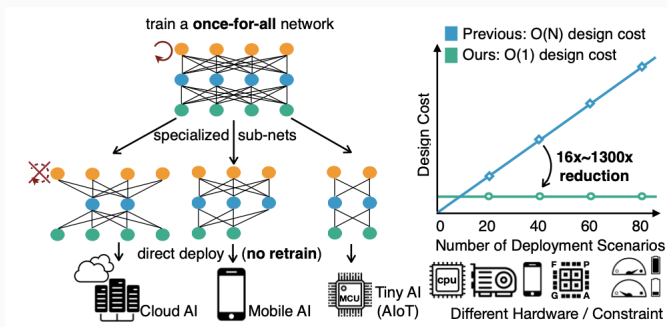 train a once-for-all network
specialized sub-nets
direct deploy (no retrain)
Cloud AI
Mobile AI
MCU
Tiny AI
(AIoT)
Previous: O(N) design cost
Ours: O(1) design cost
Design Cost
16x~1300x
reduction
0
20
40
60
80
Number of Deployment Scenarios
cpu
F P
G A
Different Hardware / Constraint